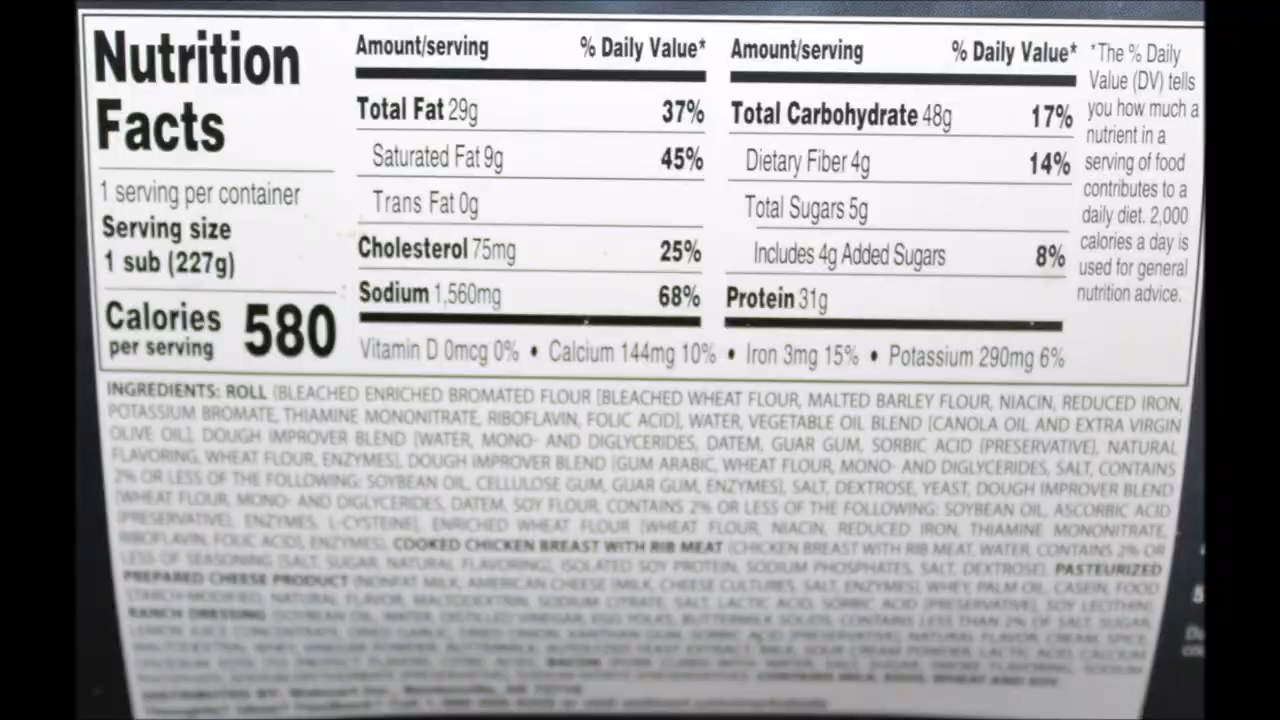 Nutrition
Facts
1 serving per container
Serving size
1 sub (227g)
Calories
per serving
580
Amount/serving % Daily Value*
Total Fat 29g 37%
Saturated Fat 9g 45%
Trans Fat 0g
Cholesterol 75mg 25%
Sodium 1,560mg 68%
Amount/serving % Daily Value*
Total Carbohydrate 48g 17%
Dietary Fiber 4g 14%
Total Sugars 5g
Includes 4g Added Sugars 8%
Protein 31g
Vitamin D 0mcg 0% • Calcium 144mg 10% • Iron 3mg 15% • Potassium 290mg 6%
*The % Daily
Value (DV) tells
you how much a
nutrient in a
serving of food
contributes to a
daily diet. 2,000
calories a day is
used for general
nutrition advice.
INGREDIENTS: ROLL (BLEACHED ENRICHED BROMATED FLOUR [BLEACHED WHEAT FLOUR, MALTED BARLEY FLOUR, NIACIN, REDUCED IRON,
POTASSIUM BROMATE, THIAMINE MONONITRATE, RIBOFLAVIN, FOLIC ACID], WATER, VEGETABLE OIL BLEND [CANOLA OIL AND EXTRA VIRGIN
OLIVE OIL], DOUGH IMPROVER BLEND [WATER, MONO- AND DIGLYCERIDES, DATEM, GUAR GUM, SORBIC ACID (PRESERVATIVE), NATURAL
FLAVORING, WHEAT FLOUR, ENZYMES], DOUGH IMPROVER BLEND [GUM ARABIC, WHEAT FLOUR, MONO- AND DIGLYCERIDES, SALT, CONTAINS
2% OR LESS OF THE FOLLOWING: SOYBEAN OIL, CELLULOSE GUM, GUAR GUM, ENZYMES], SALT, DEXTROSE, YEAST, DOUGH IMPROVER BLEND
[WHEAT FLOUR, MONO- AND DIGLYCERIDES, DATEM, SOY FLOUR, CONTAINS 2% OR LESS OF THE FOLLOWING: SOYBEAN OIL, ASCORBIC ACID
(PRESERVATIVE), ENZYMES, L-CYSTEINE], ENRICHED WHEAT FLOUR [WHEAT FLOUR, NIACIN, REDUCED IRON, THIAMINE MONONITRATE,
RIBOFLAVIN, FOLIC ACID], ENZYMES), COOKED CHICKEN BREAST WITH RIB MEAT (CHICKEN BREAST WITH RIB MEAT, WATER, CONTAINS 2% OR
LESS OF SEASONING [SALT, SUGAR, NATURAL FLAVORING], ISOLATED SOY PROTEIN, SODIUM PHOSPHATES, SALT, DEXTROSE), PASTEURIZED
PREPARED CHEESE PRODUCT (NONFAT MILK, AMERICAN CHEESE [MILK, CHEESE CULTURES, SALT, ENZYMES], WHEY, PALM OIL, CASEIN, FOOD
STARCH-MODIFIED, NATURAL FLAVOR, MALTODEXTRIN, SODIUM CITRATE, SALT, LACTIC ACID, SORBIC ACID [PRESERVATIVE], SOY LECITHIN),
RANCH DRESSING (SOYBEAN OIL, WATER, DISTILLED VINEGAR, EGG YOLKS, BUTTERMILK SOLIDS, CONTAINS LESS THAN 2% OF SALT, SUGAR,